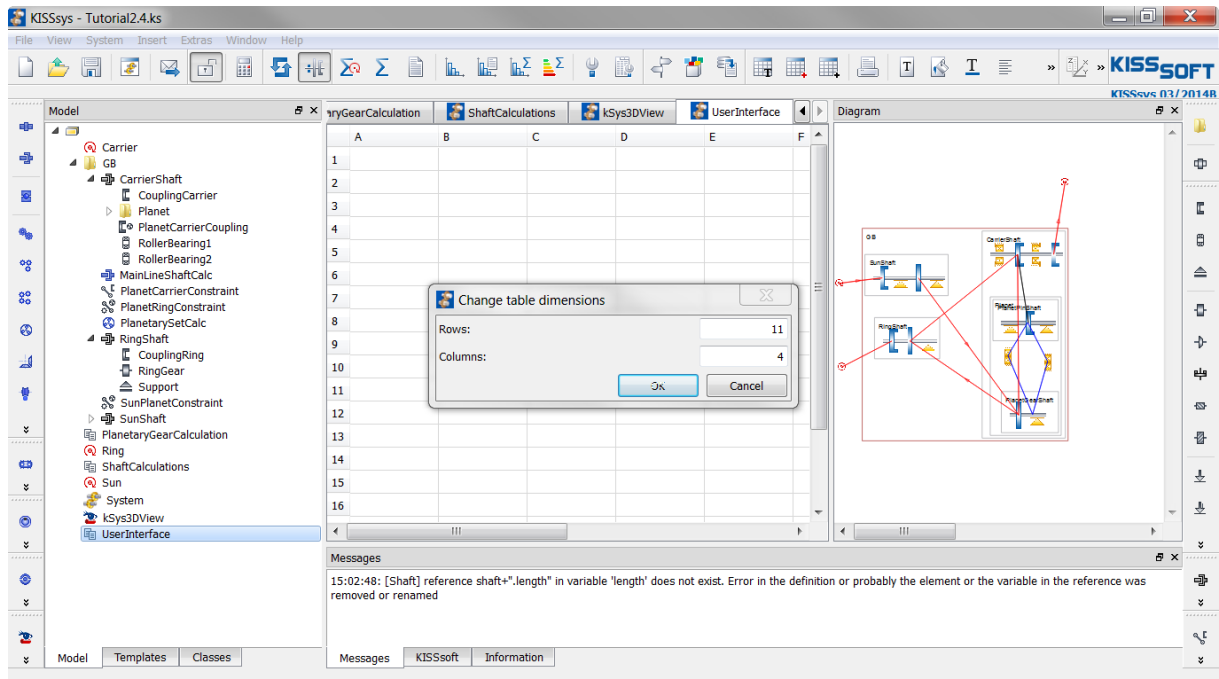 KISSsys - Tutorial2.4.ks
File View System Insert Extras Window Help
» » KISSsoft
KISSsys 03/2014B
Model
Carrier
GB
CarrierShaft
CouplingCarrier
Planet
PlanetCarrierCoupling
RollerBearing1
RollerBearing2
MainLineShaftCalc
PlanetCarrierConstraint
PlanetRingConstraint
PlanetarySetCalc
RingShaft
CouplingRing
RingGear
Support
SunPlanetConstraint
SunShaft
PlanetaryGearCalculation
Ring
ShaftCalculations
Sun
System
kSys3DView
UserInterface
Model Templates Classes
aryGearCalculation ShaftCalculations kSys3DView UserInterface
A B C D E F
1
2
3
4
5
6
7
8
9
10
11
12
13
14
15
16
Change table dimensions
Rows: 11
Columns: 4
OK Cancel
Diagram
GB
CarrierShaft
SunShaft
RingShaft
PlanetPinShaft
PlanetGearShaft
Messages
15:02:48: [Shaft] reference shaft+".length" in variable 'length' does not exist. Error in the definition or probably the element or the variable in the reference was
removed or renamed
Messages KISSsoft Information